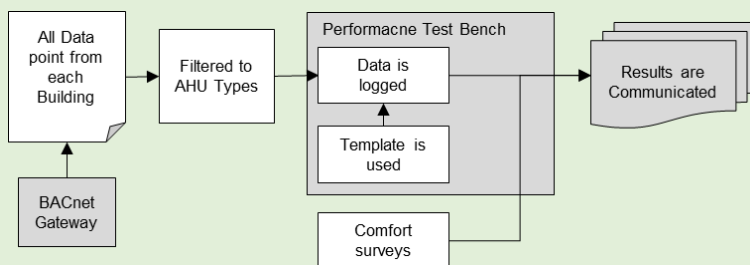 All Data
point from
each
Building
BACnet
Gateway
Filtered to
AHU Types
Performacne Test Bench
Data is
logged
Template is
used
Comfort
surveys
Results are
Communicated